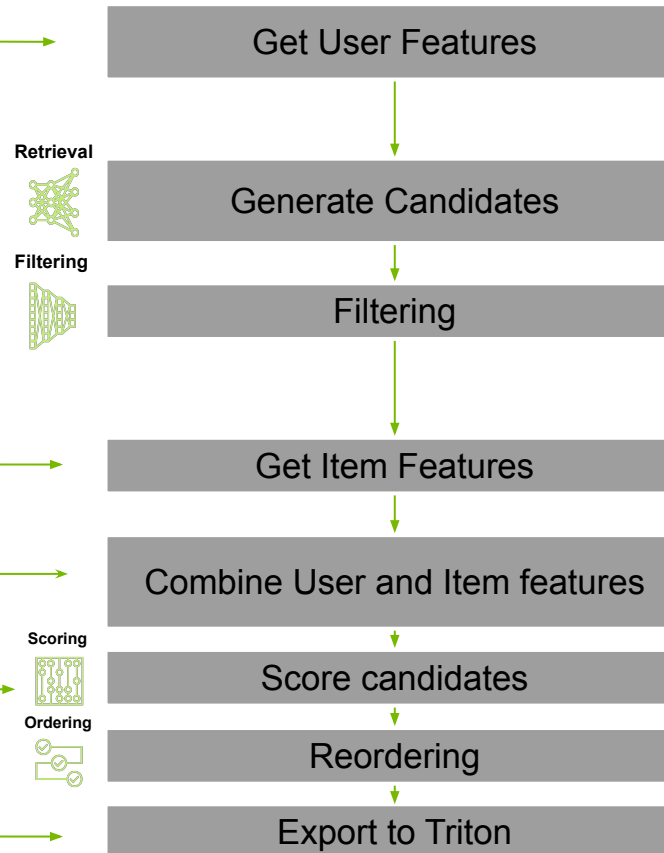 Get User Features
Retrieval
Generate Candidates
Filtering
Filtering
Get Item Features
Combine User and Item features
Scoring
Score candidates
Ordering
Reordering
Export to Triton